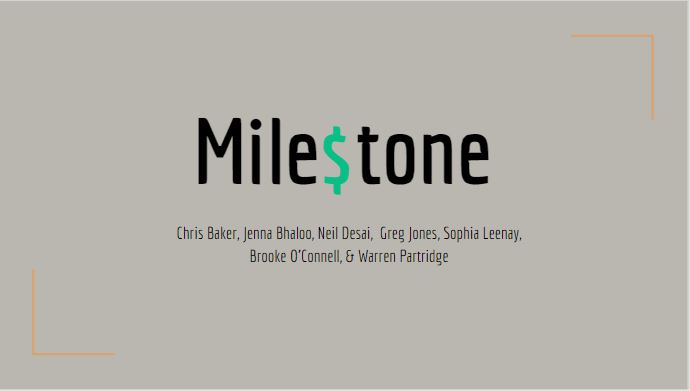 Mile$tone
Chris Baker, Jenna Bhaloo, Neil Desai, Greg Jones, Sophia Leenay,
Brooke O'Connell, & Warren Partridge